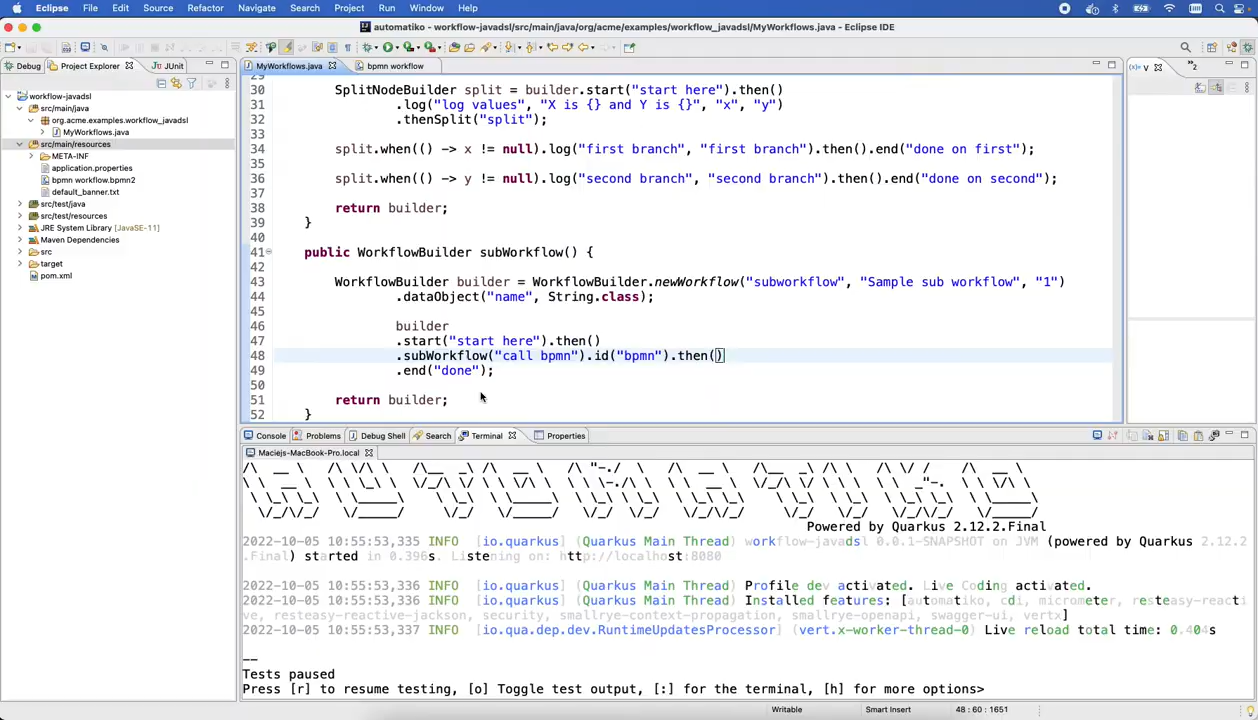 Eclipse File Edit Source Refactor Navigate Search Project Run Window Help
automatiko - workflow-javadsl/src/main/java/org/acme/examples/workflow_javadsl/MyWorkflows.java - Eclipse IDE
Debug Project Explorer JUnit
MyWorkflows.java bpmn workflow
workflow-javadsl
src/main/java
org.acme.examples.workflow_javadsl
MyWorkflows.java
src/main/resources
META-INF
application.properties
bpmn workflow.bpmn2
default_banner.txt
src/test/java
src/test/resources
JRE System Library [JavaSE-11]
Maven Dependencies
src
target
pom.xml
29
30 SplitNodeBuilder split = builder.start("start here").then()
31 .log("log values", "X is {} and Y is {}", "x", "y")
32 .thenSplit("split");
33
34 split.when(() -> x != null).log("first branch", "first branch").then().end("done on first");
35
36 split.when(() -> y != null).log("second branch", "second branch").then().end("done on second");
37
38 return builder;
39 }
40
41 public WorkflowBuilder subWorkflow() {
42
43 WorkflowBuilder builder = WorkflowBuilder.newWorkflow("subworkflow", "Sample sub workflow", "1")
44 .dataObject("name", String.class);
45
46 builder
47 .start("start here").then()
48 .subWorkflow("call bpmn").id("bpmn").then()
49 .end("done");
50
51 return builder;
52 }
(x)= V
2
Console Problems Debug Shell Search Terminal Properties
Maciejs-MacBook-Pro.local
Powered by Quarkus 2.12.2.Final
2022-10-05 10:55:53,335 INFO [io.quarkus] (Quarkus Main Thread) workflow-javadsl 0.0.1-SNAPSHOT on JVM (powered by Quarkus 2.12.2
.Final) started in 0.396s. Listening on: http://localhost:8080
2022-10-05 10:55:53,336 INFO [io.quarkus] (Quarkus Main Thread) Profile dev activated. Live Coding activated.
2022-10-05 10:55:53,336 INFO [io.quarkus] (Quarkus Main Thread) Installed features: [automatiko, cdi, micrometer, resteasy-reacti
ve, resteasy-reactive-jackson, security, smallrye-context-propagation, smallrye-openapi, swagger-ui, vertx]
2022-10-05 10:55:53,337 INFO [io.qua.dep.dev.RuntimeUpdatesProcessor] (vert.x-worker-thread-0) Live reload total time: 0.404s
--
Tests paused
Press [r] to resume testing, [o] Toggle test output, [:] for the terminal, [h] for more options>
Writable Smart Insert 48 : 60 : 1651